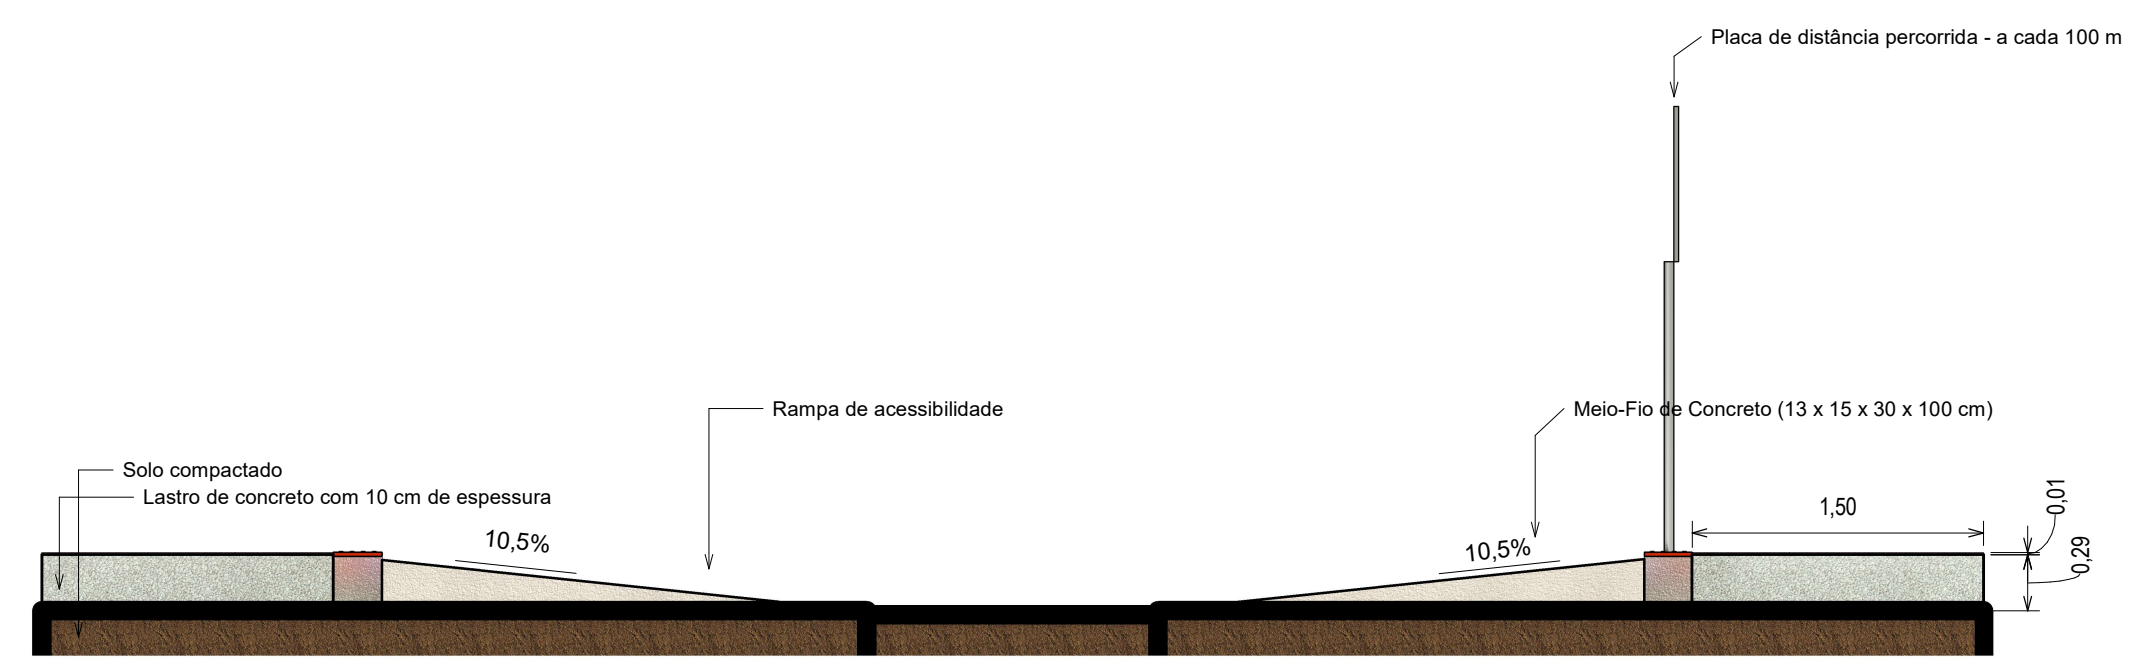 Placa de distância percorrida - a cada 100 m
Rampa de acessibilidade
Meio-Fio de Concreto (13 x 15 x 30 x 100 cm)
Solo compactado
Lastro de concreto com 10 cm de espessura
10,5%
10,5%
1,50
0,01
0,29